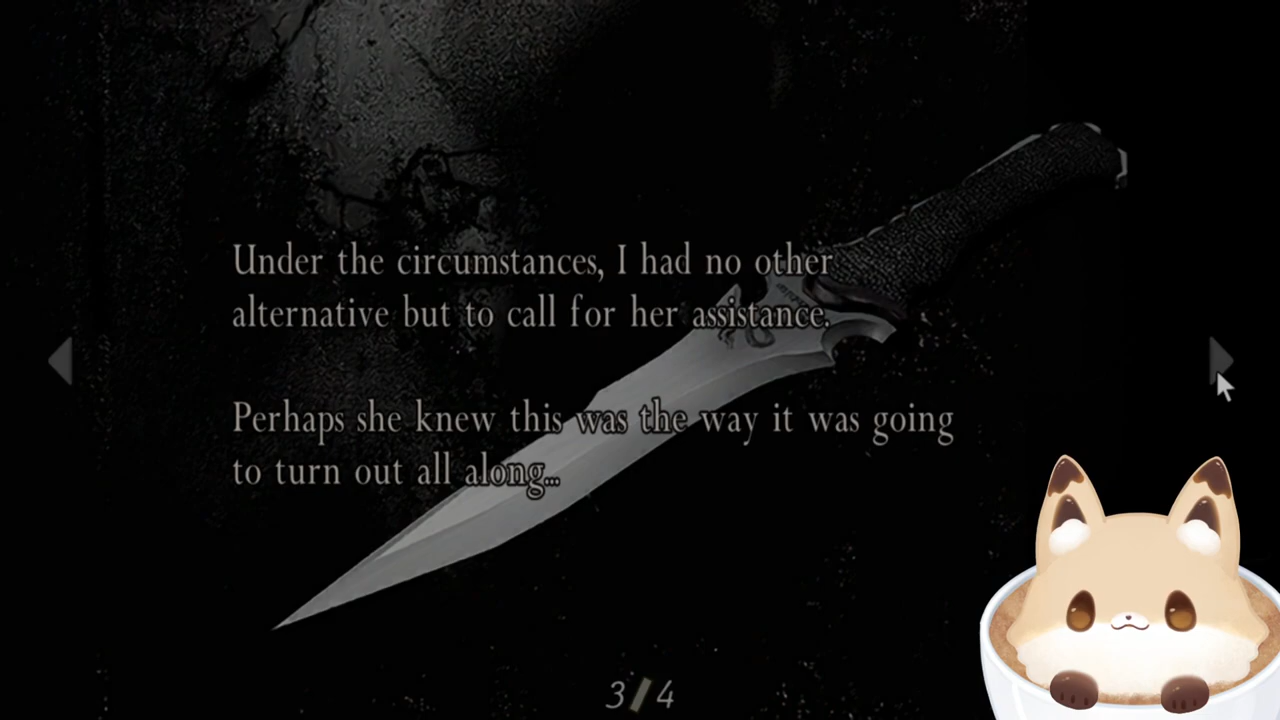 Under the circumstances, I had no other
alternative but to call for her assistance.
Perhaps she knew this was the way it was going
to turn out all along...
3/4